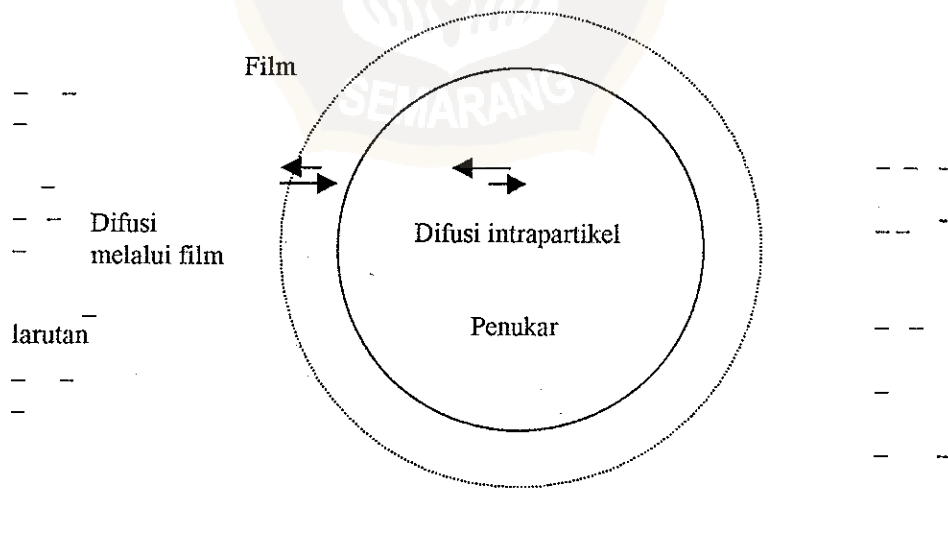 Film
SEMARANG
Difusi
melalui film
Difusi intrapartikel
Penukar
larutan